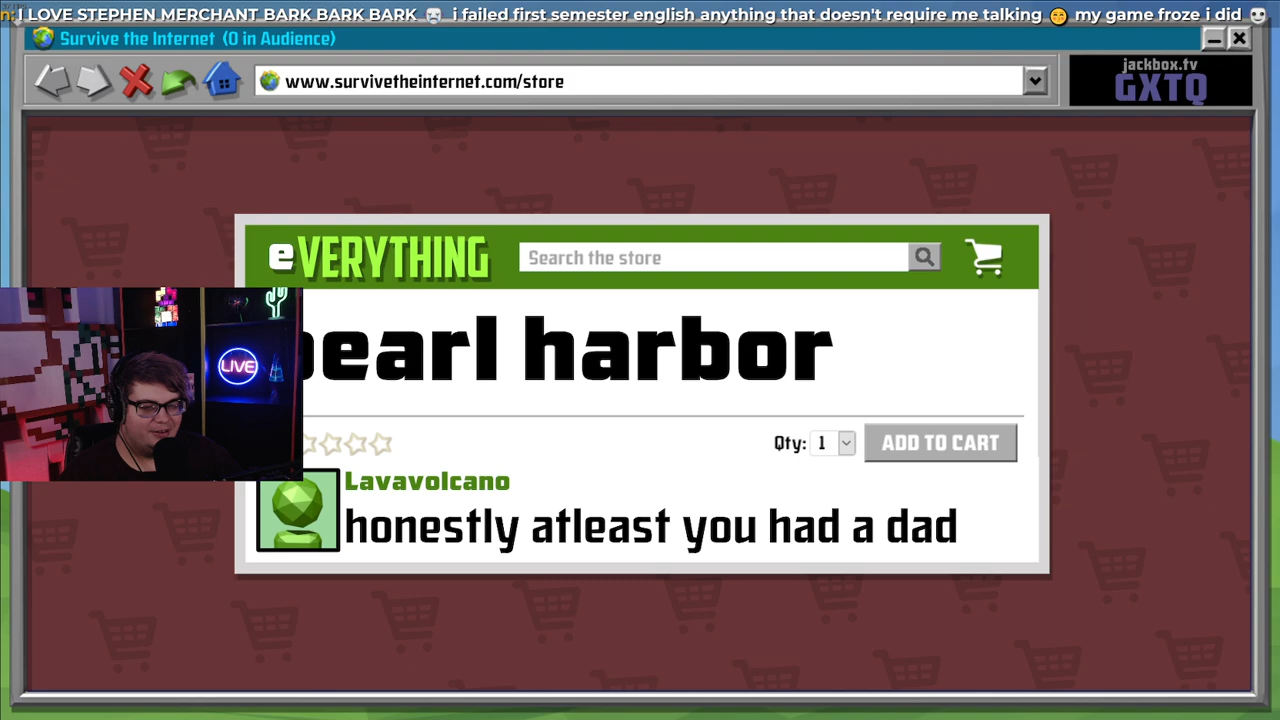 I LOVE STEPHEN MERCHANT BARK BARK BARK 😭 i failed first semester english anything that doesn't require me talking 🤭 my game froze i did 💀
Survive the Internet (0 in Audience)
www.survivetheinternet.com/store
jackbox.tv
GXTQ
eVERYTHING
Search the store
pearl harbor
Qty: 1
ADD TO CART
LIVE
Lavavolcano
honestly atleast you had a dad